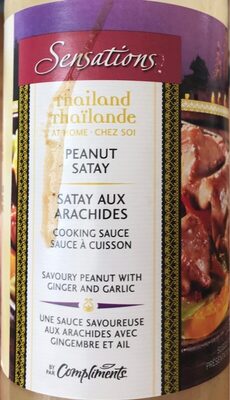 Sensations
thailand
thaïlande
AT HOME · CHEZ SOI
PEANUT
SATAY
SATAY AUX
ARACHIDES
COOKING SAUCE
SAUCE À CUISSON
SAVOURY PEANUT WITH
GINGER AND GARLIC
UNE SAUCE SAVOUREUSE
AUX ARACHIDES AVEC
GINGEMBRE ET AIL
BY
PAR Compliments